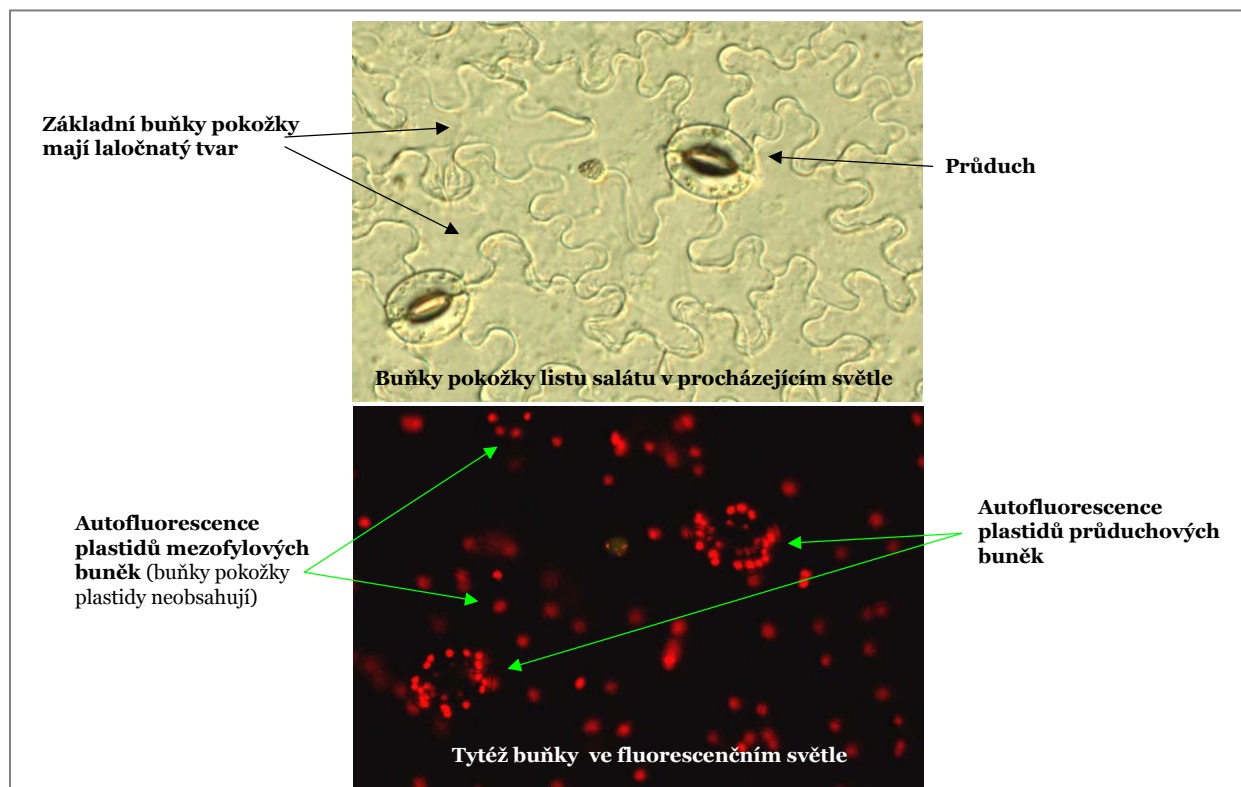 Základní buňky pokožky
mají laločnatý tvar
Průduch
Buňky pokožky listu salátu v procházejícím světle
Autofluorescence
plastidů mezofylových
buněk (buňky pokožky
plastidy neobsahují)
Autofluorescence
plastidů průduchových
buněk
Tytéž buňky ve fluorescenčním světle